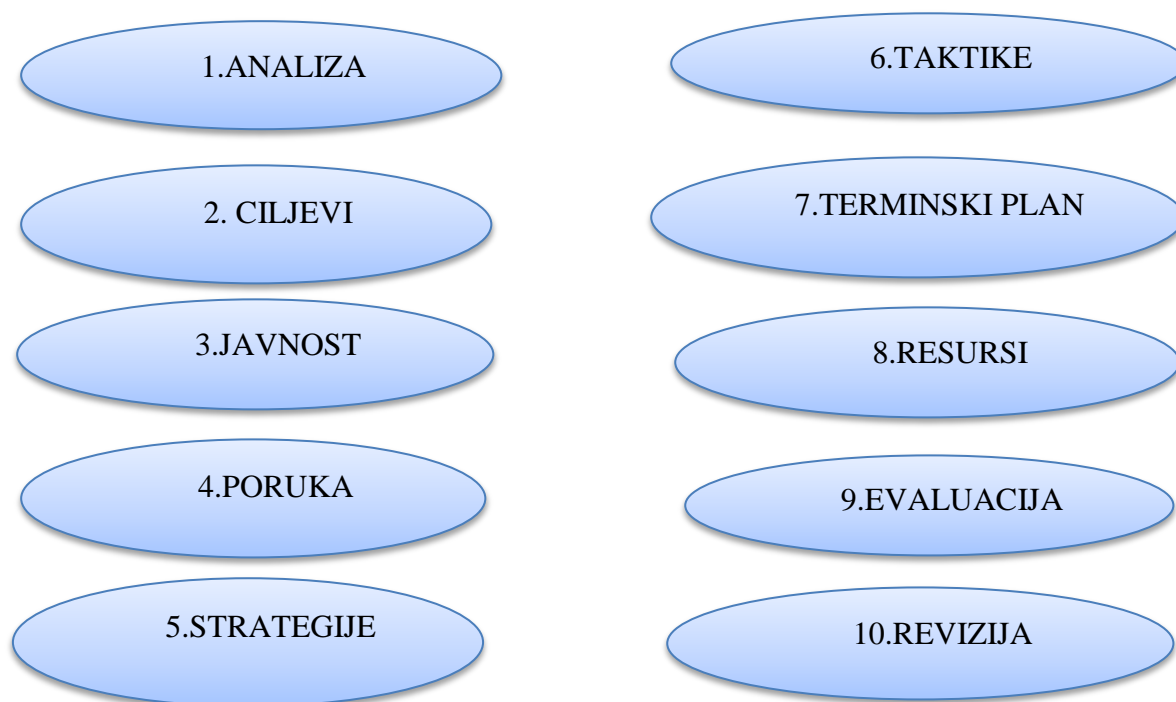 1.ANALIZA
2. CILJEVI
3.JAVNOST
4.PORUKA
5.STRATEGIJE
6.TAKTIKE
7.TERMINSKI PLAN
8.RESURSI
9.EVALUACIJA
10.REVIZIJA